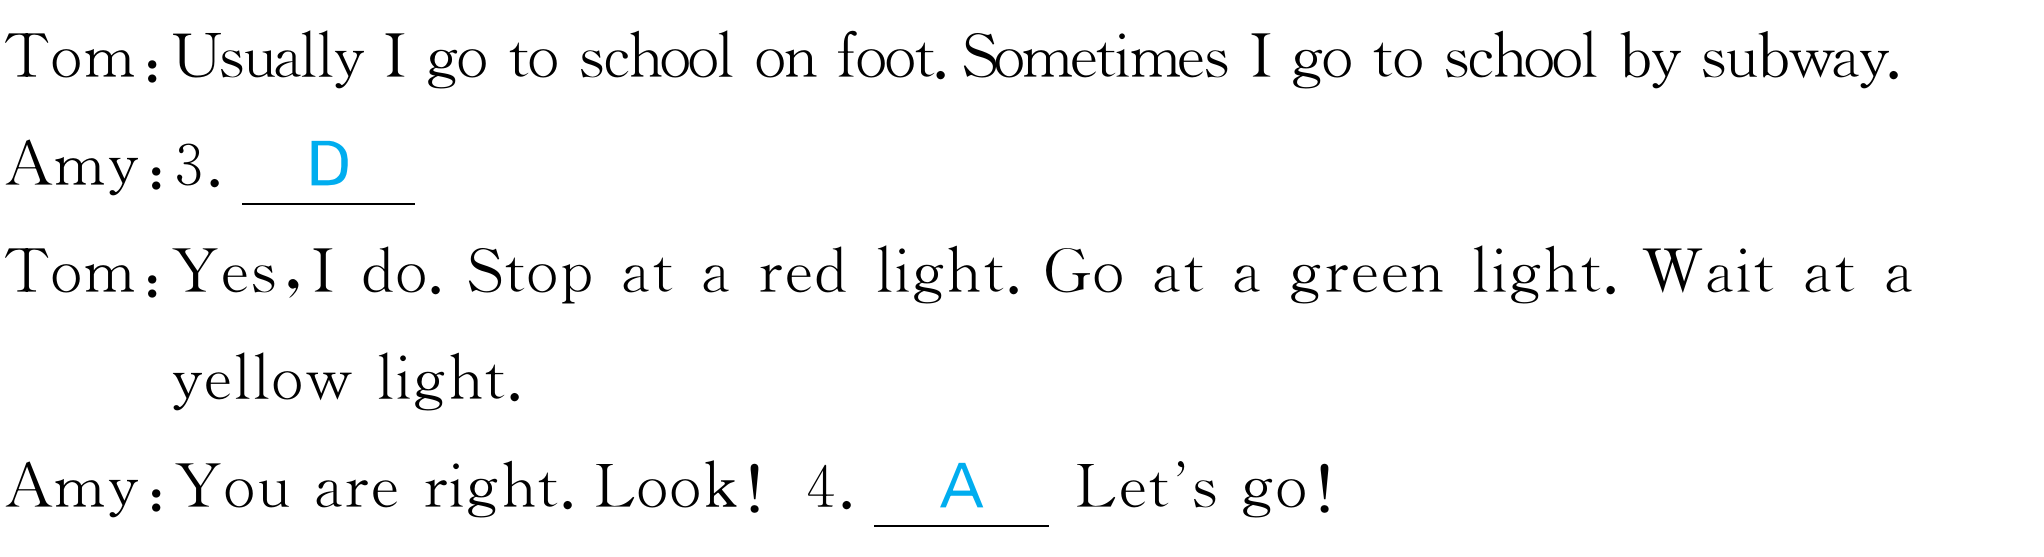 Tom:Usually I go to school on foot. Sometimes I go to school by subway.
Amy:3. D
Tom:Yes,I do. Stop at a red light. Go at a green light. Wait at a
yellow light.
Amy:You are right. Look! 4. A Let's go!